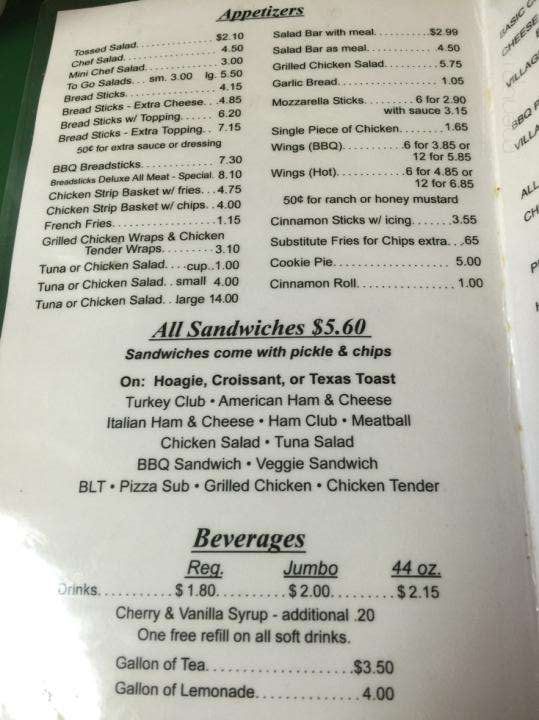 Appetizers
Tossed Salad. . . . . . . . . . . . . $2.10
Chef Salad. . . . . . . . . . . . . . . 4.50
Mini Chef Salad. . . . . . . . . . . . 3.00
To Go Salads. . . sm. 3.00 lg. 5.50
Bread Sticks. . . . . . . . . . . . . . . 4.15
Bread Sticks - Extra Cheese. . .4.85
Bread Sticks w/ Topping. . . . . . 6.20
Bread Sticks - Extra Topping. . 7.15
50¢ for extra sauce or dressing
BBQ Breadsticks. . . . . . . . . . . . 7.30
Breadsticks Deluxe All Meat - Special. 8.10
Chicken Strip Basket w/ fries. . .4.75
Chicken Strip Basket w/ chips. . 4.00
French Fries. . . . . . . . . . . . . . . .1.15
Grilled Chicken Wraps & Chicken
Tender Wraps. . . . . . . . . 3.10
Tuna or Chicken Salad. . . . cup. .1.00
Tuna or Chicken Salad. . small 4.00
Tuna or Chicken Salad. . large 14.00
Salad Bar with meal. . . . . . . . .$2.99
Salad Bar as meal. . . . . . . . . . . 4.50
Grilled Chicken Salad. . . . . . . . 5.75
Garlic Bread. . . . . . . . . . . . . . . 1.05
Mozzarella Sticks. . . . . . . . . 6 for 2.90
with sauce 3.15
Single Piece of Chicken. . . . . . .1.65
Wings (BBQ). . . . . . . . . . .6 for 3.85 or
12 for 5.85
Wings (Hot). . . . . . . . . . . .6 for 4.85 or
12 for 6.85
50¢ for ranch or honey mustard
Cinnamon Sticks w/ icing. . . . . .3.55
Substitute Fries for Chips extra. . .65
Cookie Pie. . . . . . . . . . . . . . . . . 5.00
Cinnamon Roll. . . . . . . . . . . . . . 1.00
All Sandwiches $5.60
Sandwiches come with pickle & chips
On: Hoagie, Croissant, or Texas Toast
Turkey Club • American Ham & Cheese
Italian Ham & Cheese • Ham Club • Meatball
Chicken Salad • Tuna Salad
BBQ Sandwich • Veggie Sandwich
BLT • Pizza Sub • Grilled Chicken • Chicken Tender
Beverages
Reg. Jumbo 44 oz.
Drinks. . . . . . . . . . $ 1.80. . . . . . . . . . $ 2.00. . . . . . . . . $ 2.15
Cherry & Vanilla Syrup - additional .20
One free refill on all soft drinks.
Gallon of Tea. . . . . . . . . . . . . . . . . . .$3.50
Gallon of Lemonade. . . . . . . . . . . . . 4.00
BASIC
CHEESE
BBQ
ALL